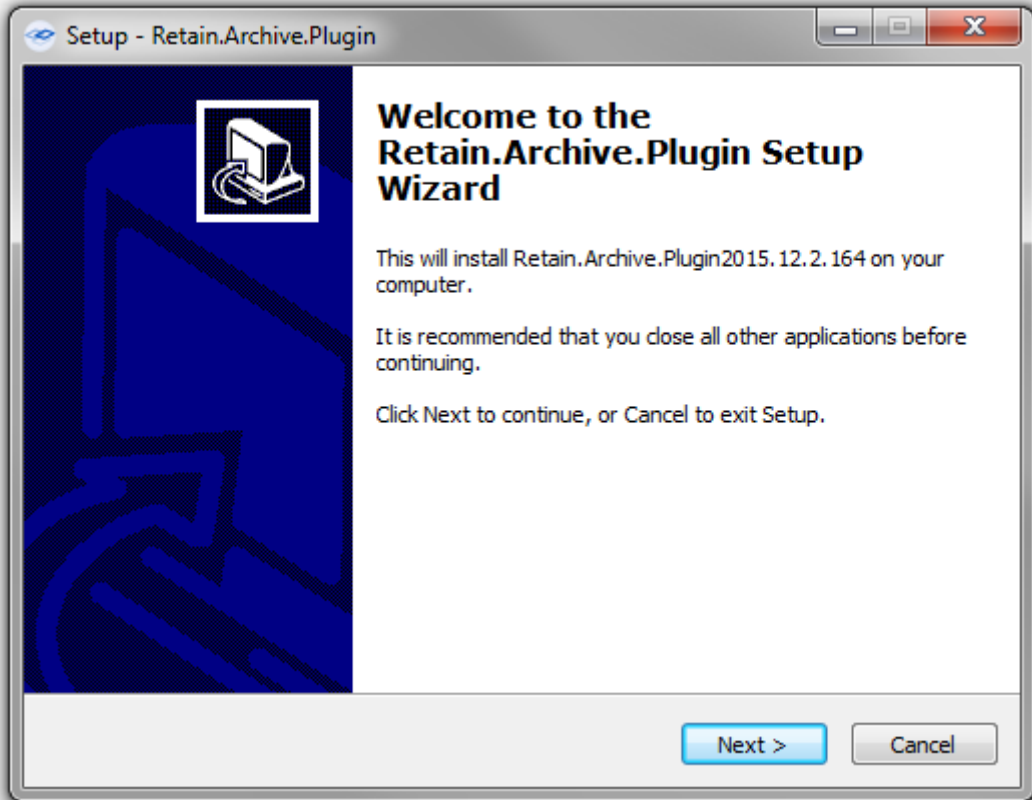 Setup - Retain.Archive.Plugin
Welcome to the
Retain.Archive.Plugin Setup
Wizard
This will install Retain.Archive.Plugin2015.12.2.164 on your
computer.
It is recommended that you close all other applications before
continuing.
Click Next to continue, or Cancel to exit Setup.
Next >
Cancel